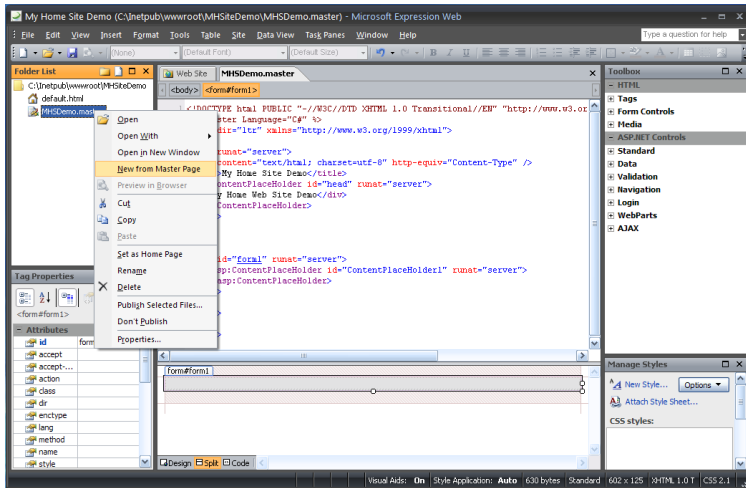 My Home Site Demo (C:\Inetpub\wwwroot\MHSiteDemo\MHSDemo.master) - Microsoft Expression Web
File Edit View Insert Format Tools Table Site Data View Task Panes Window Help
Type a question for help
(None) (Default Font) (Default Size) B I U
Folder List
C:\Inetpub\wwwroot\MHSiteDemo
default.html
MHSDemo.mast
Web Site MHSDemo.master
<body> <form#form1>
1 <!DOCTYPE html PUBLIC "-//W3C//DTD XHTML 1.0 Transitional//EN" "http://www.w3.or
ster Language="C#" %>
dir="ltr" xmlns="http://www.w3.org/1999/xhtml">
runat="server">
content="text/html; charset=utf-8" http-equiv="Content-Type" />
>My Home Site Demo</title>
ontentPlaceHolder id="head" runat="server">
y Home Web Site Demo</div>
ContentPlaceHolder>
id="form1" runat="server">
sp:ContentPlaceHolder id="ContentPlaceHolder1" runat="server">
asp:ContentPlaceHolder>
Open
Open With
Open in New Window
New from Master Page
Preview in Browser
Cut
Copy
Paste
Set as Home Page
Rename
Delete
Publish Selected Files...
Don't Publish
Properties...
Tag Properties
<form#form1>
Attributes
id form
accept
accept-...
action
class
dir
enctype
lang
method
name
style
form#form1
Design Split Code
Toolbox
HTML
Tags
Form Controls
Media
ASP.NET Controls
Standard
Data
Validation
Navigation
Login
WebParts
AJAX
Manage Styles
New Style... Options
Attach Style Sheet...
CSS styles:
Visual Aids: On Style Application: Auto 630 bytes Standard 602 x 125 XHTML 1.0 T CSS 2.1